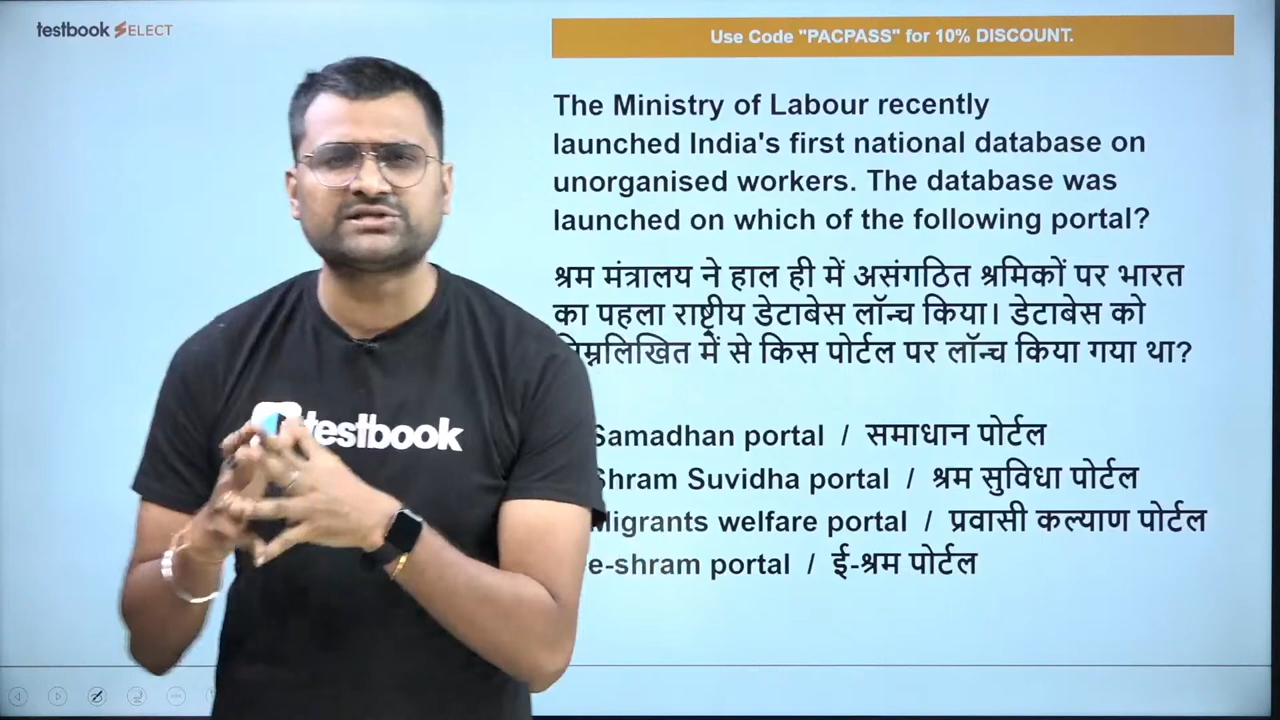 testbook SELECT
Use Code "PACPASS" for 10% DISCOUNT.
The Ministry of Labour recently
launched India's first national database on
unorganised workers. The database was
launched on which of the following portal?
श्रम मंत्रालय ने हाल ही में असंगठित श्रमिकों पर भारत
का पहला राष्ट्रीय डेटाबेस लॉन्च किया। डेटाबेस को
निम्नलिखित में से किस पोर्टल पर लॉन्च किया गया था?
testbook
Samadhan portal / समाधान पोर्टल
Shram Suvidha portal / श्रम सुविधा पोर्टल
Migrants welfare portal / प्रवासी कल्याण पोर्टल
e-shram portal / ई-श्रम पोर्टल